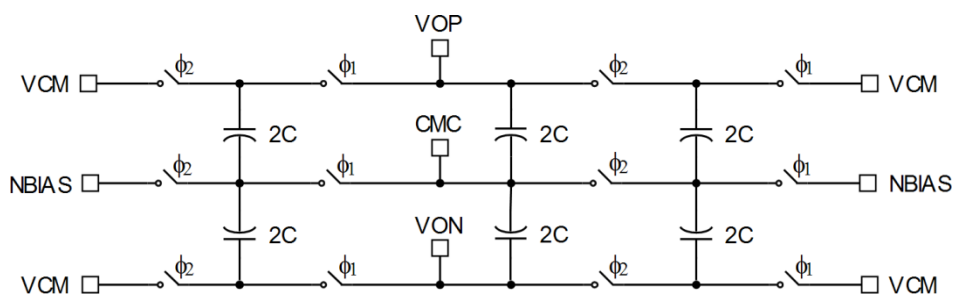 VOP
VCM ϕ2 ϕ1 ϕ2 ϕ1 VCM
2C CMC 2C 2C
NBIAS ϕ2 ϕ1 ϕ2 ϕ1 NBIAS
2C VON 2C 2C
VCM ϕ2 ϕ1 ϕ2 ϕ1 VCM